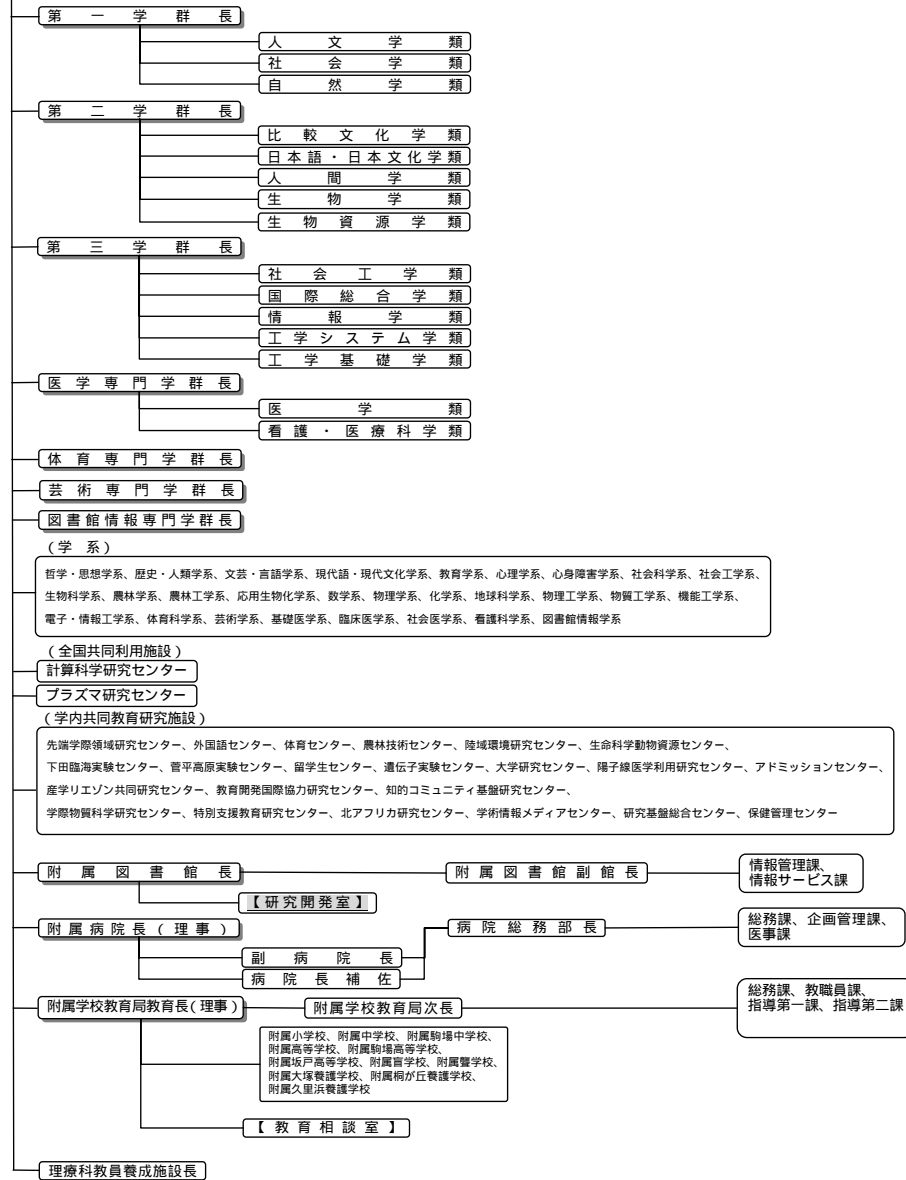 第一学群長
人文学類
社会学類
自然学類
第二学群長
比較文化学類
日本語・日本文化学類
人間学類
生物学類
生物資源学類
第三学群長
社会工学類
国際総合学類
情報学類
工学システム学類
工学基礎学類
医学専門学群長
医学類
看護・医療科学類
体育専門学群長
芸術専門学群長
図書館情報専門学群長
(学 系)
哲学・思想学系、歴史・人類学系、文芸・言語学系、現代語・現代文化学系、教育学系、心理学系、心身障害学系、社会科学系、社会工学系、
生物科学系、農林学系、農林工学系、応用生物化学系、数学系、物理学系、化学系、地球科学系、物理工学系、物質工学系、機能工学系、
電子・情報工学系、体育科学系、芸術学系、基礎医学系、臨床医学系、社会医学系、看護科学系、図書館情報学系
(全国共同利用施設)
計算科学研究センター
プラズマ研究センター
(学内共同教育研究施設)
先端学際領域研究センター、外国語センター、体育センター、農林技術センター、陸域環境研究センター、生命科学動物資源センター、
下田臨海実験センター、菅平高原実験センター、留学生センター、遺伝子実験センター、大学研究センター、陽子線医学利用研究センター、アドミッションセンター、
産学リエゾン共同研究センター、教育開発国際協力研究センター、知的コミュニティ基盤研究センター、
学際物質科学研究センター、特別支援教育研究センター、北アフリカ研究センター、学術情報メディアセンター、研究基盤総合センター、保健管理センター
附属図書館長 附属図書館副館長 情報管理課、
情報サービス課
【研究開発室】
附属病院長(理事) 病院総務部長 総務課、企画管理課、
医事課
副病院長
病院長補佐
附属学校教育局教育長(理事) 附属学校教育局次長 総務課、教職員課、
指導第一課、指導第二課
附属小学校、附属中学校、附属駒場中学校、
附属高等学校、附属駒場高等学校、
附属坂戸高等学校、附属盲学校、附属聾学校、
附属大塚養護学校、附属桐が丘養護学校、
附属久里浜養護学校
【教育相談室】
理療科教員養成施設長